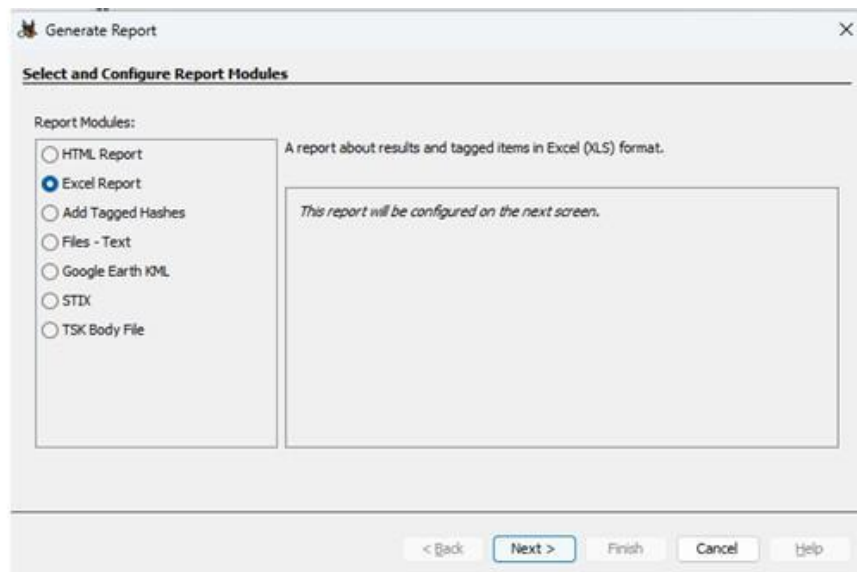 Generate Report
Select and Configure Report Modules
Report Modules:
HTML Report
Excel Report
Add Tagged Hashes
Files - Text
Google Earth KML
STIX
TSK Body File
A report about results and tagged items in Excel (XLS) format.
This report will be configured on the next screen.
< Back
Next >
Finish
Cancel
Help